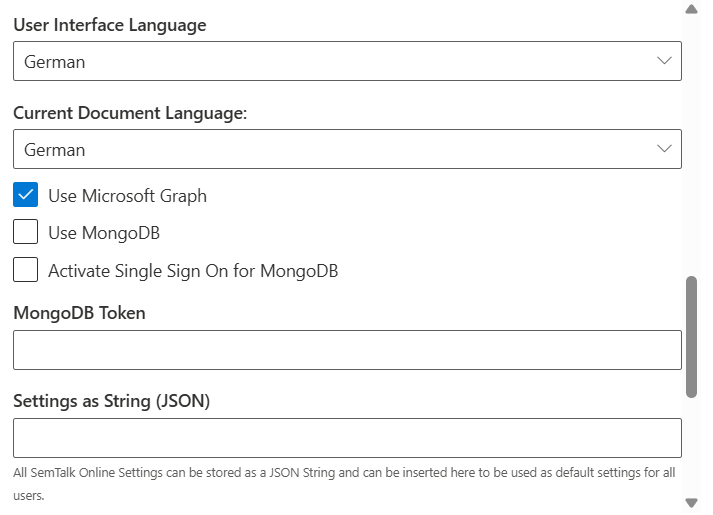 User Interface Language
German
Current Document Language:
German
Use Microsoft Graph
Use MongoDB
Activate Single Sign On for MongoDB
MongoDB Token
Settings as String (JSON)
All SemTalk Online Settings can be stored as a JSON String and can be inserted here to be used as default settings for all
users.